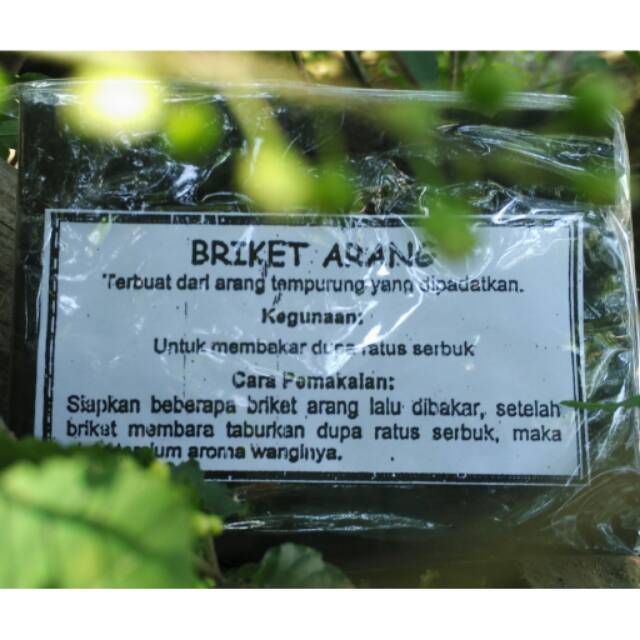 BRIKET ARANG
Terbuat dari arang tempurung yang dipadatkan.
Kegunaan:
Untuk membakar dupa ratus serbuk
Cara Pemakaian:
Siapkan beberapa briket arang lalu dibakar, setelah
briket membara taburkan dupa ratus serbuk, maka
aroma wanginya.